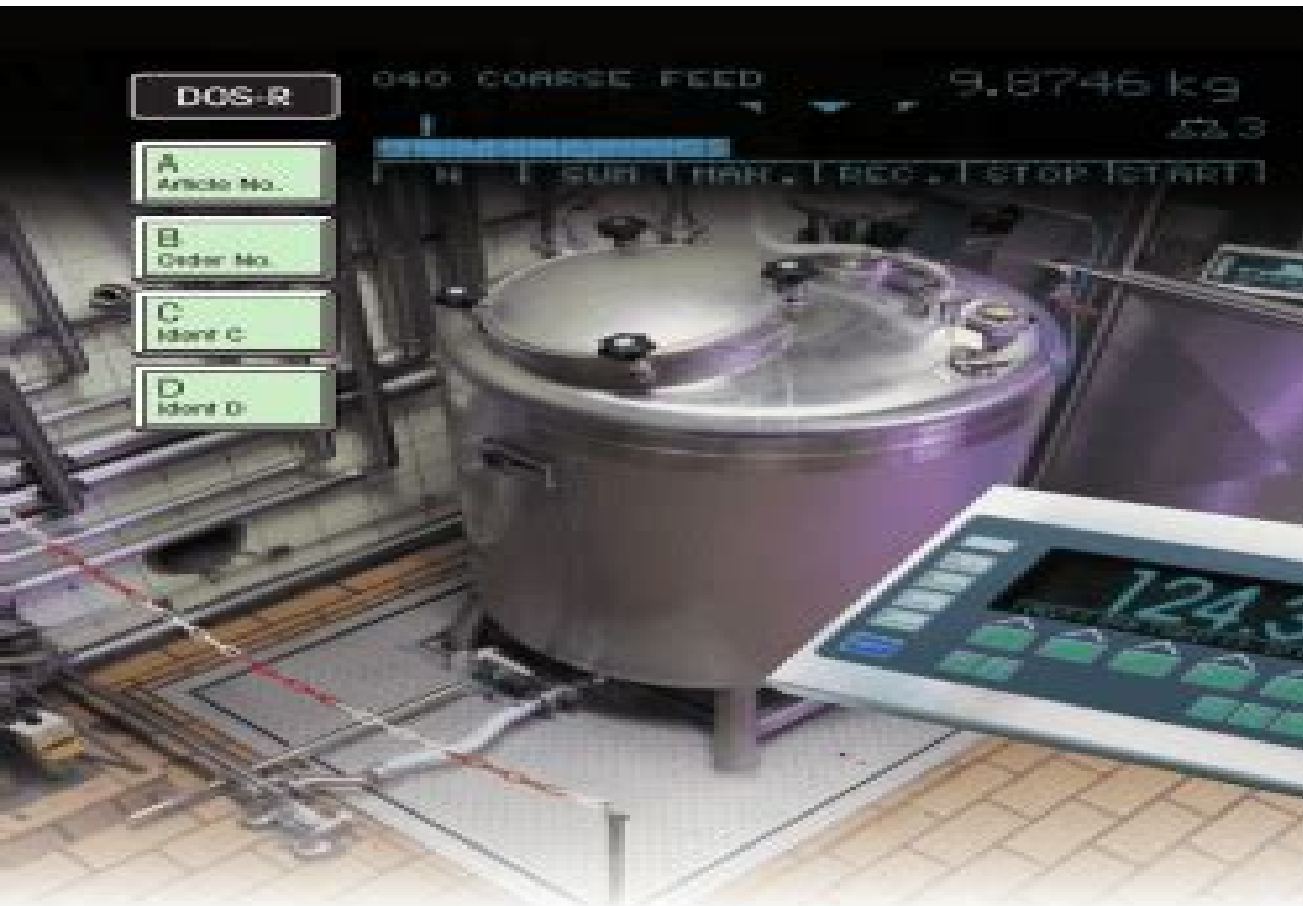 DOS-R
040 COARSE FEED
9.8746 kg
3
N SUM MAN. REC. STOP START
A
Article No.
B
Order No.
C
Ident C
D
Ident D
124.3